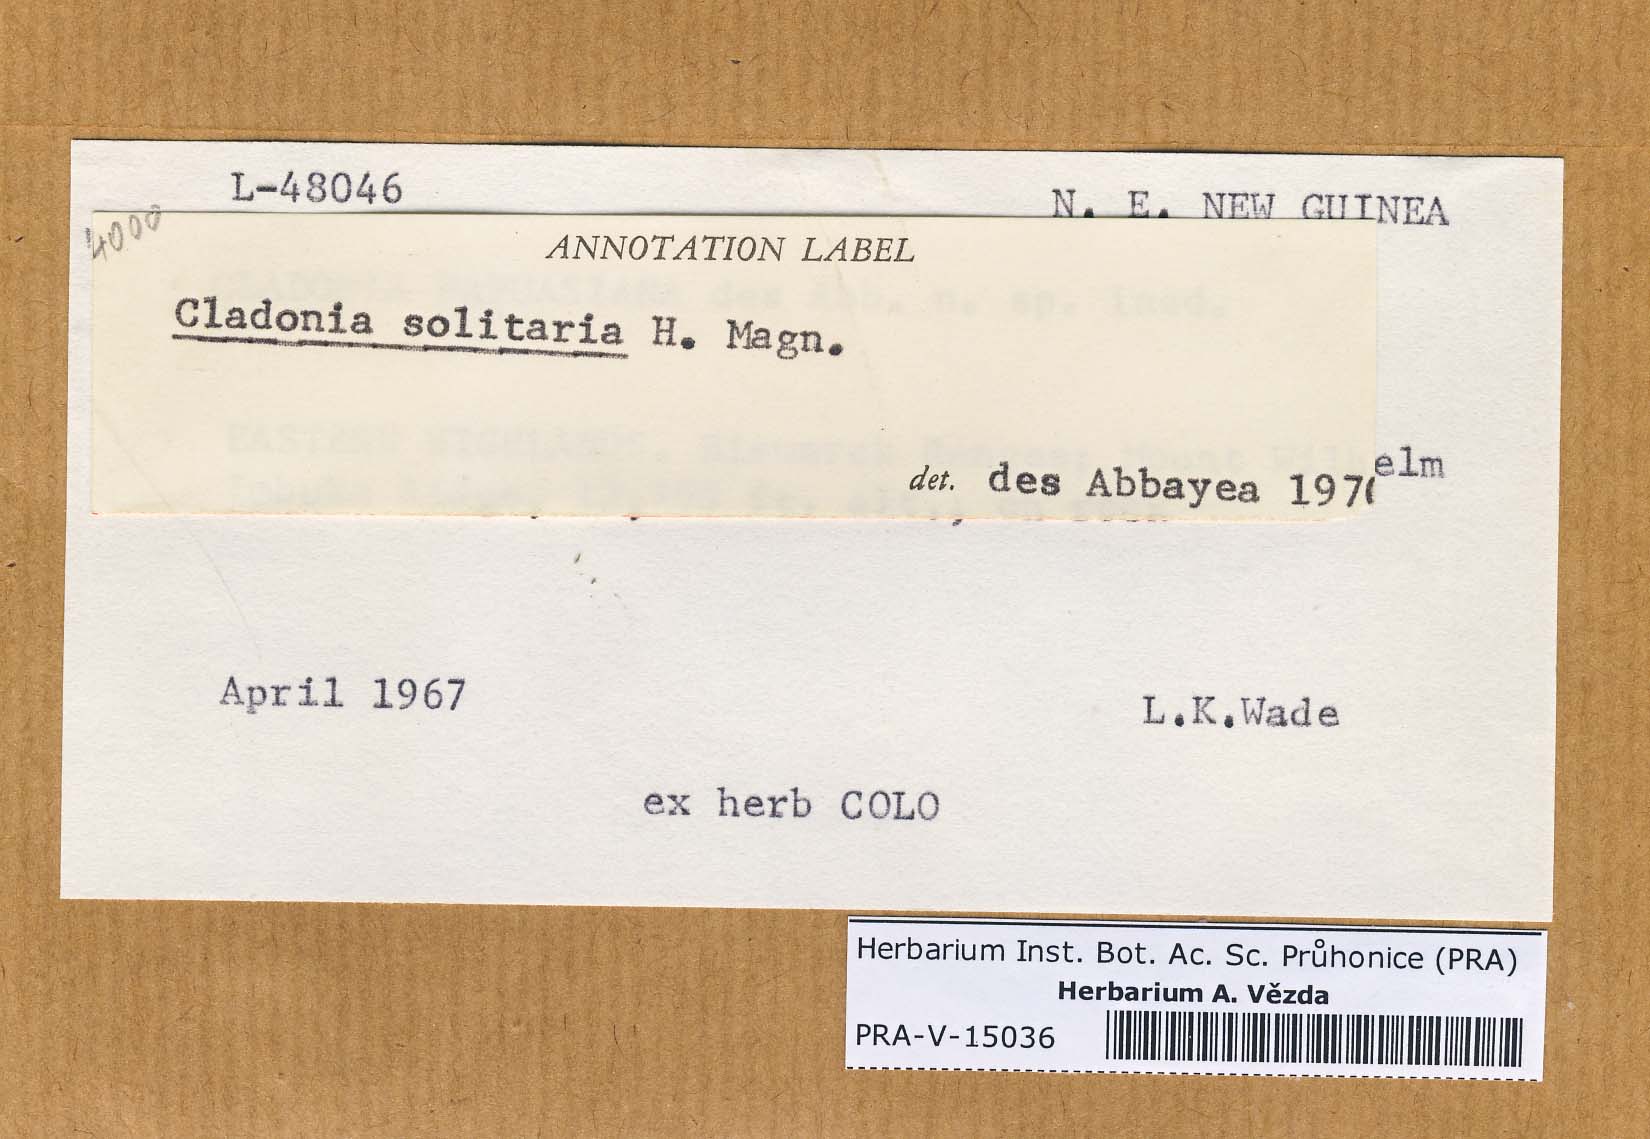 L-48046
N. E. NEW GUINEA
4000
ANNOTATION LABEL
Cladonia solitaria H. Magn.
elm
det. des Abbayea 197
April 1967
L.K.Wade
ex herb COLO
Herbarium Inst. Bot. Ac. Sc. Průhonice (PRA)
Herbarium A. Vězda
PRA-V-15036